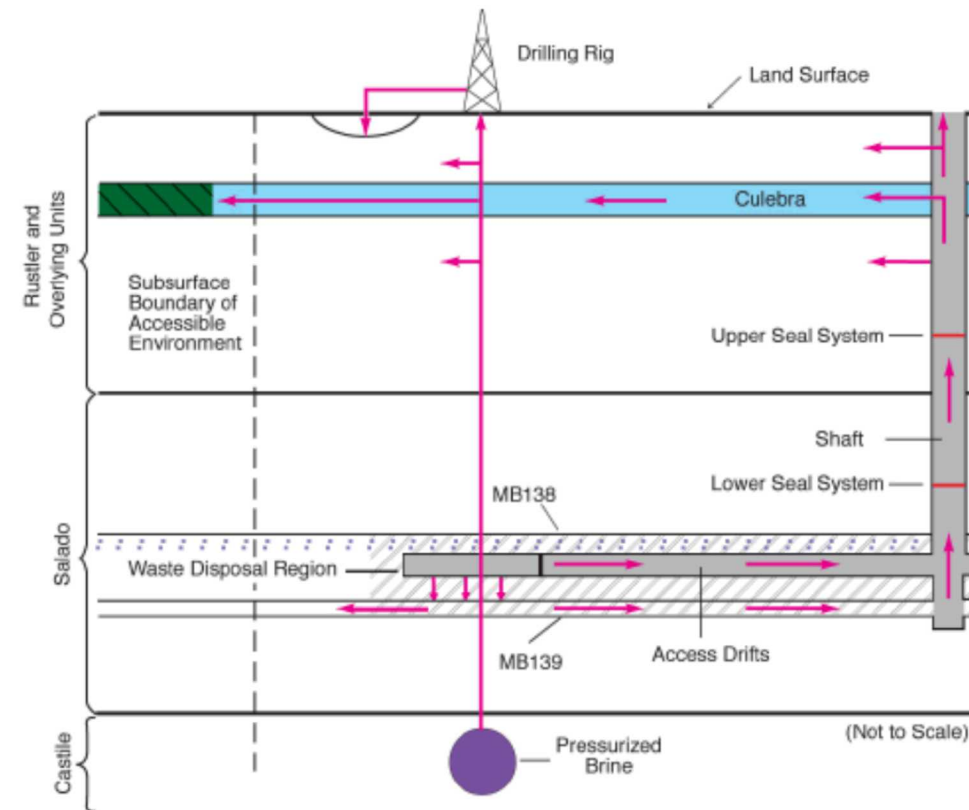 Drilling Rig
Land Surface
Rustler and
Overlying Units
Culebra
Subsurface
Boundary of
Accessible
Environment
Upper Seal System
Shaft
Lower Seal System
MB138
Salado
Waste Disposal Region
Access Drifts
MB139
(Not to Scale)
Castile
Pressurized
Brine